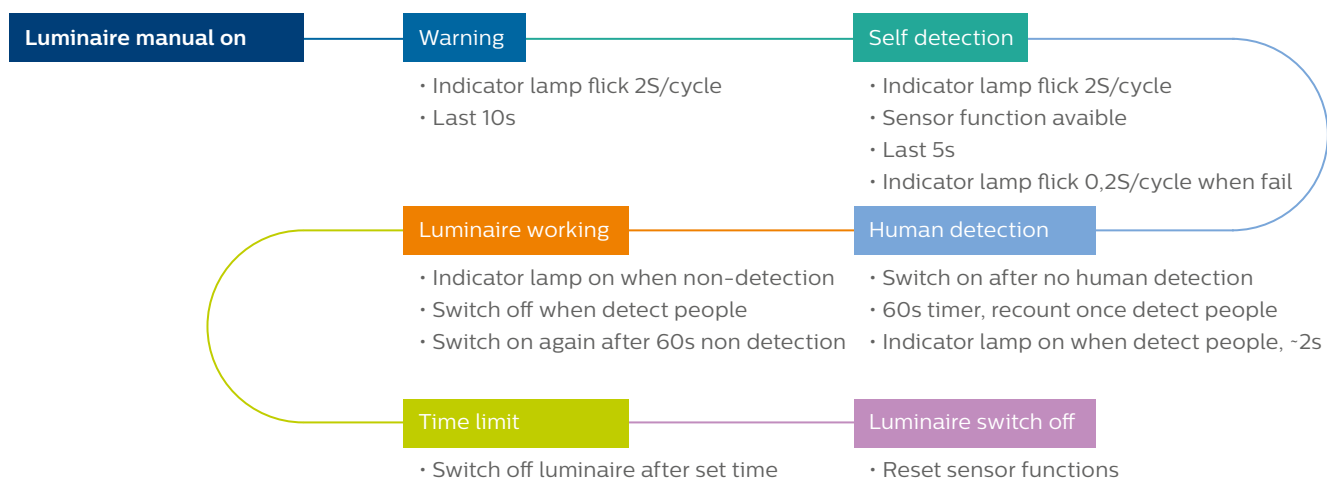 Luminaire manual on
Warning
· Indicator lamp flick 2S/cycle
· Last 10s
Self detection
· Indicator lamp flick 2S/cycle
· Sensor function avaible
· Last 5s
· Indicator lamp flick 0,2S/cycle when fail
Human detection
· Switch on after no human detection
· 60s timer, recount once detect people
· Indicator lamp on when detect people, ~2s
Luminaire working
· Indicator lamp on when non-detection
· Switch off when detect people
· Switch on again after 60s non detection
Time limit
· Switch off luminaire after set time
Luminaire switch off
· Reset sensor functions